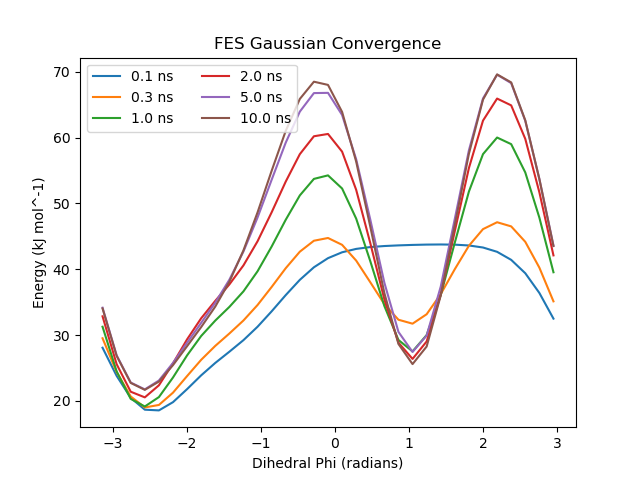 FES Gaussian Convergence
0.1 ns
0.3 ns
1.0 ns
2.0 ns
5.0 ns
10.0 ns
Energy (kJ mol^-1)
70
60
50
40
30
20
−3 −2 −1 0 1 2 3
Dihedral Phi (radians)